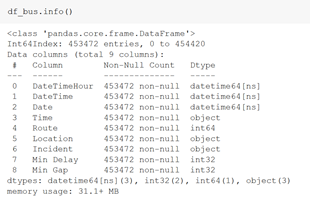 df_bus.info()
<class 'pandas.core.frame.DataFrame'>
Int64Index: 453472 entries, 0 to 454420
Data columns (total 9 columns):
#   Column   Non-Null Count   Dtype
---  ------   --------------   -----
0   DateTimeHour   453472 non-null   datetime64[ns]
1   DateTime   453472 non-null   datetime64[ns]
2   Date   453472 non-null   datetime64[ns]
3   Time   453472 non-null   object
4   Route   453472 non-null   int64
5   Location   453472 non-null   object
6   Incident   453472 non-null   object
7   Min Delay   453472 non-null   int32
8   Min Gap   453472 non-null   int32
dtypes: datetime64[ns](3), int32(2), int64(1), object(3)
memory usage: 31.1+ MB